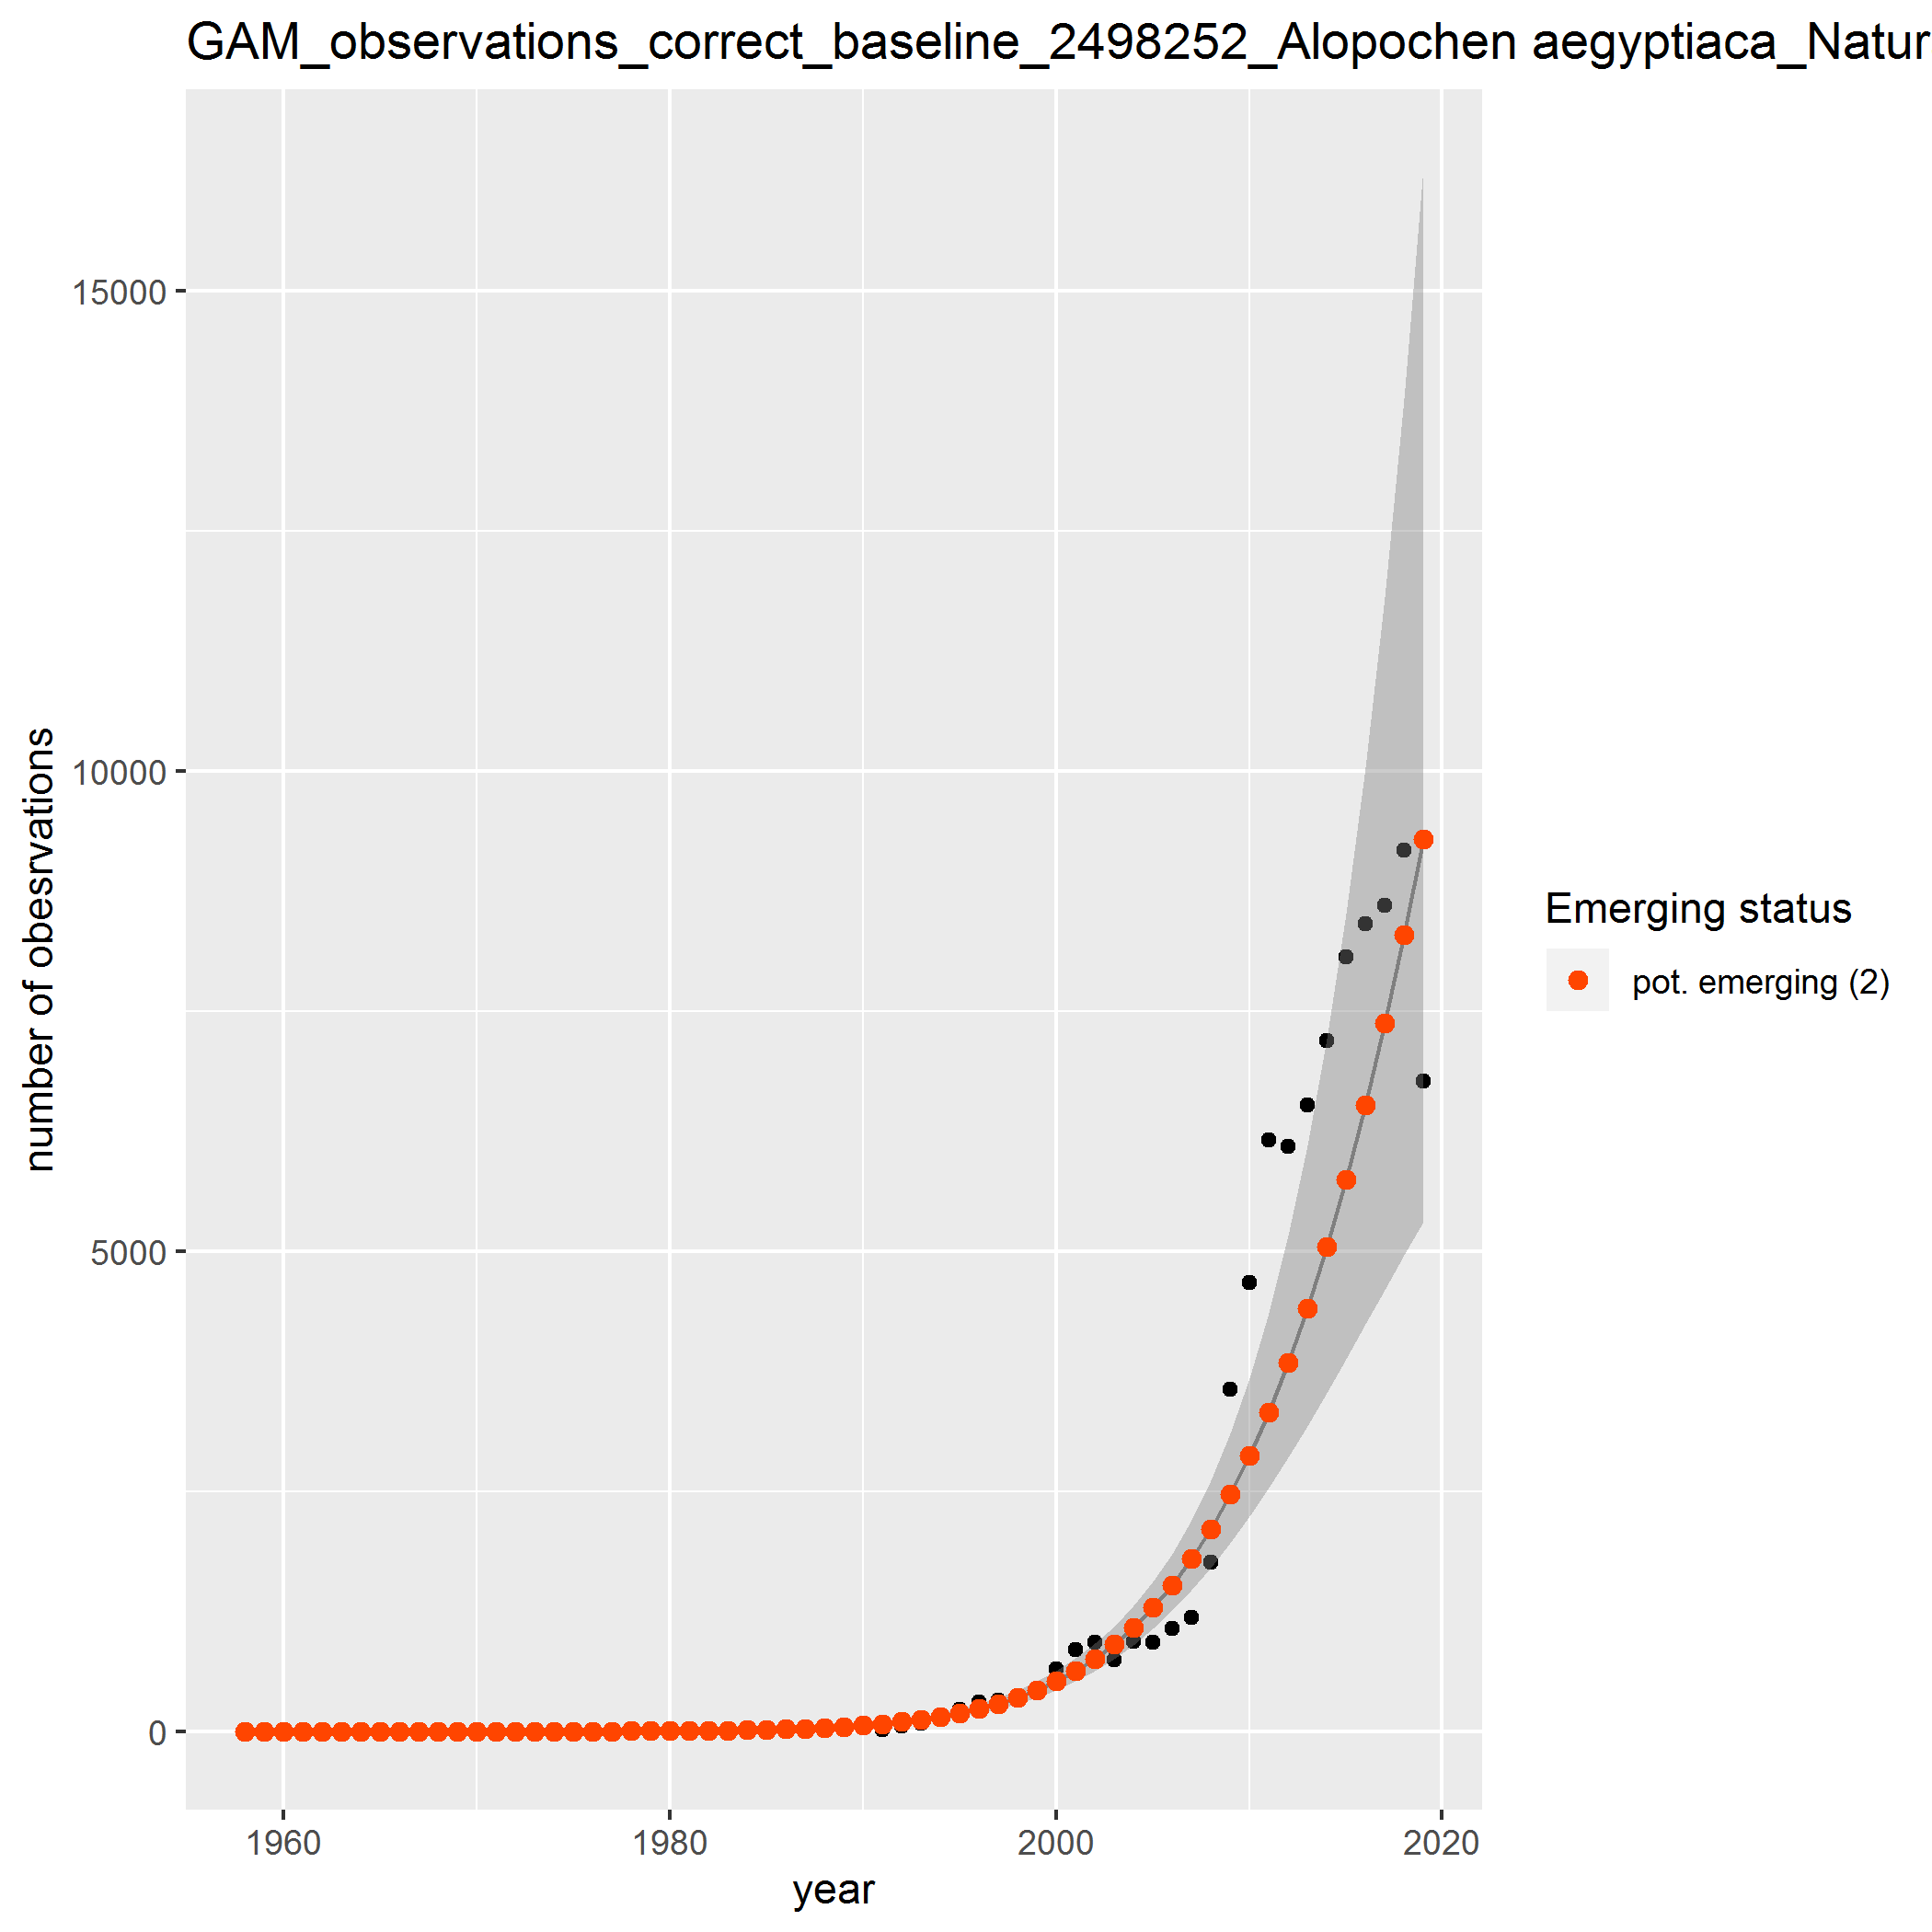 GAM_observations_correct_baseline_2498252_Alopochen aegyptiaca_Natur
15000
10000
5000
0
number of obesrvations
1960 1980 2000 2020
year
Emerging status
pot. emerging (2)